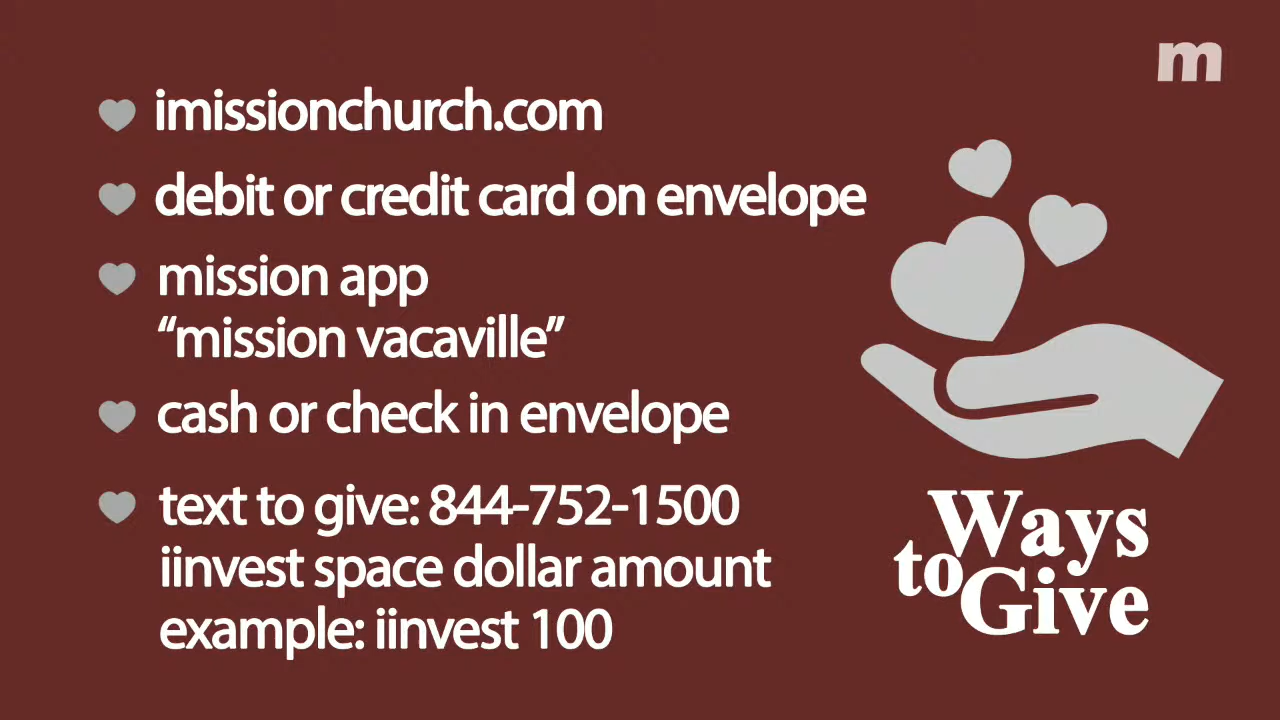 m
imissionchurch.com
debit or credit card on envelope
mission app
“mission vacaville”
cash or check in envelope
text to give: 844-752-1500
iinvest space dollar amount
example: iinvest 100
Ways
to
Give